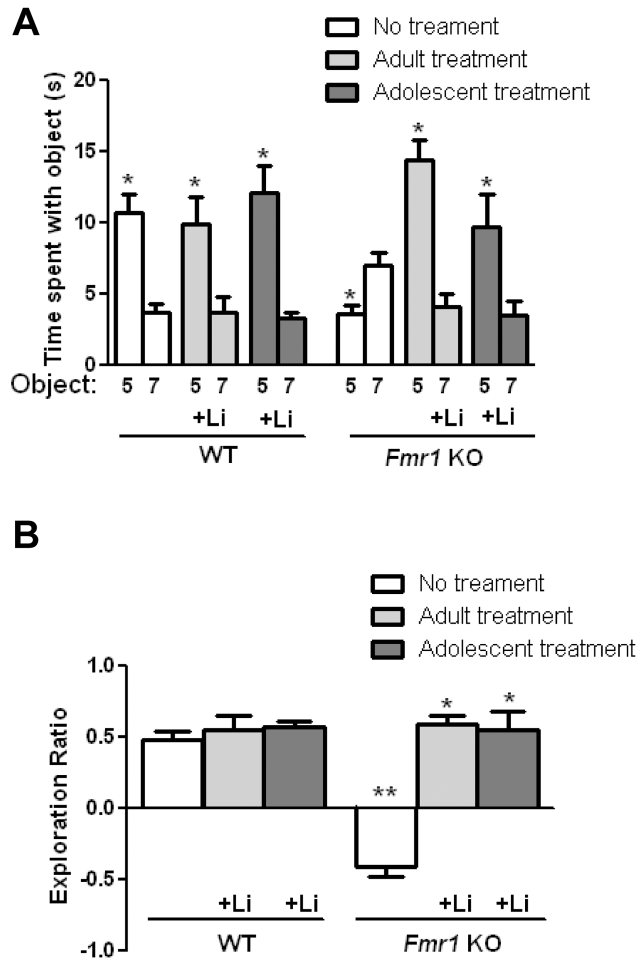 A
No treament
Adult treatment
Adolescent treatment
Time spent with object (s)
20
15
10
5
0
* * * * * *
Object: 5 7 5 7 5 7 5 7 5 7 5 7
+Li +Li +Li +Li
WT Fmr1 KO
B
No treament
Adult treatment
Adolescent treatment
Exploration Ratio
1.0
0.5
0.0
-0.5
-1.0
** * *
+Li +Li +Li +Li
WT Fmr1 KO